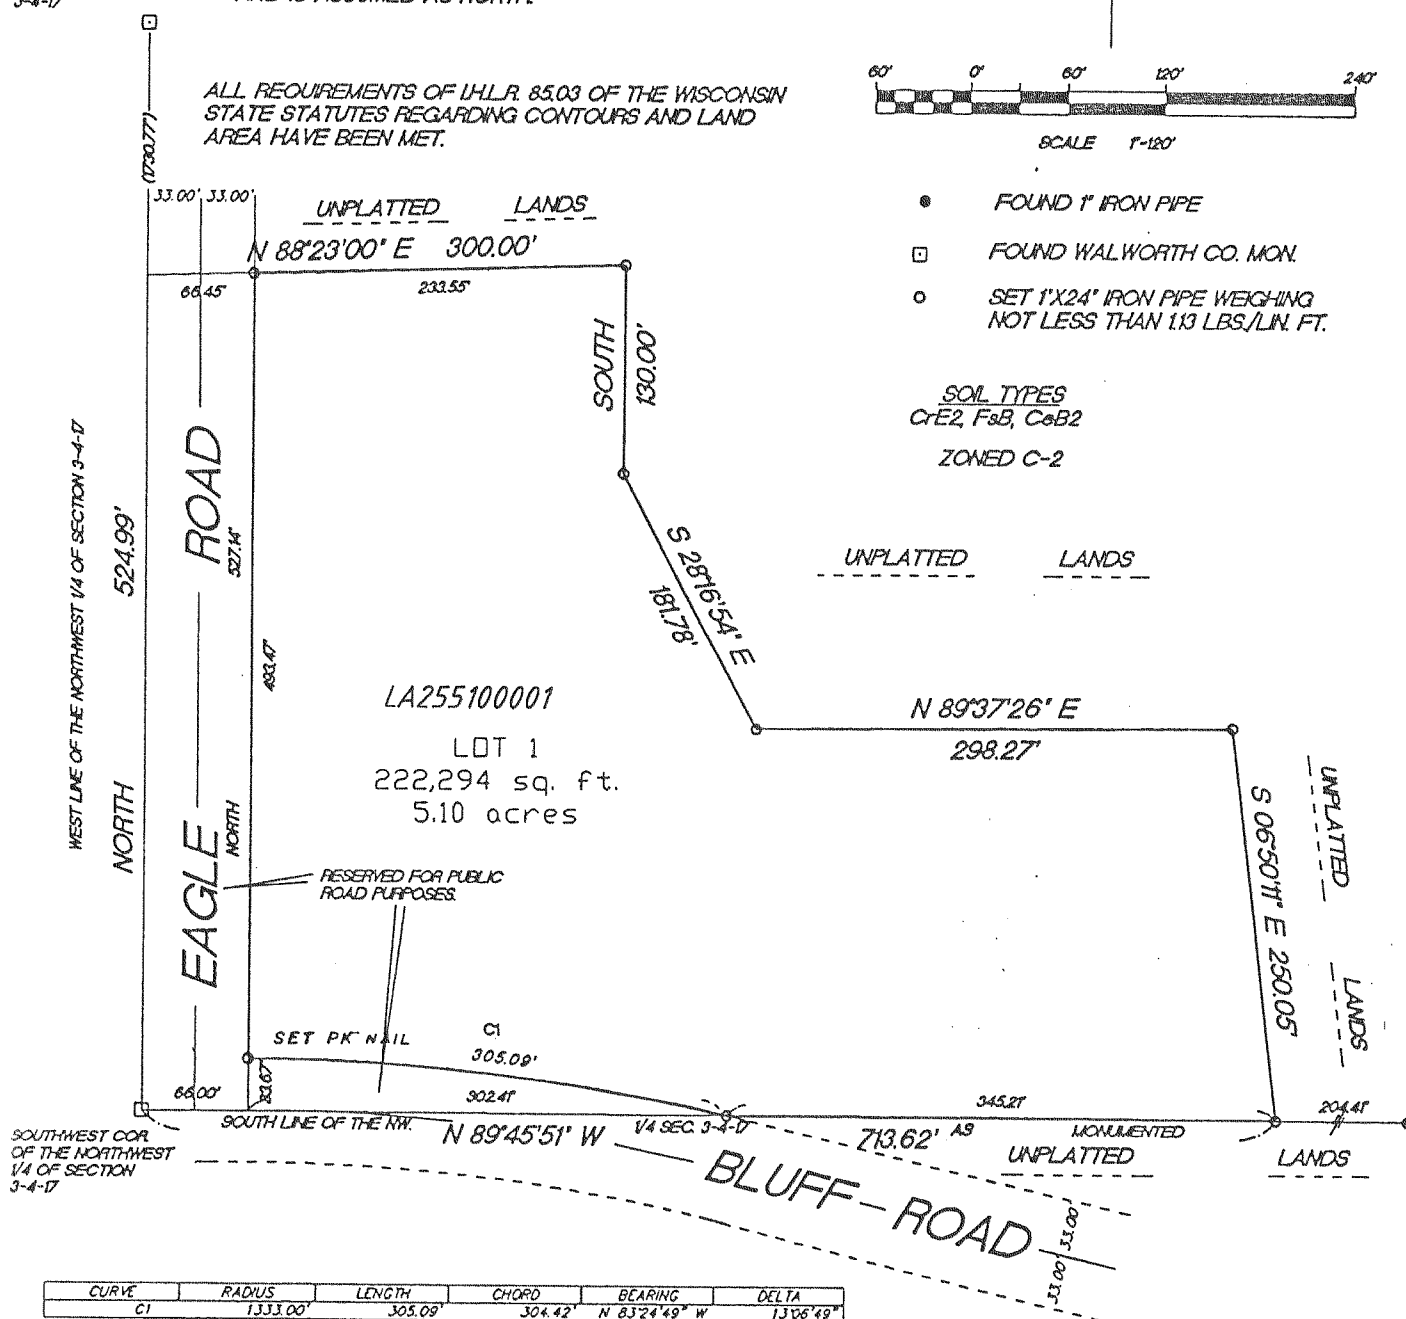 3-4-17
AND IS ASSUMED AS NORTH.
ALL REQUIREMENTS OF I.H.L.R. 85.03 OF THE WISCONSIN
STATE STATUTES REGARDING CONTOURS AND LAND
AREA HAVE BEEN MET.
60' 0' 60' 120' 240'
SCALE 1"-120'
FOUND 1" IRON PIPE
FOUND WALWORTH CO. MON.
SET 1"X24" IRON PIPE WEIGHING
NOT LESS THAN 1.13 LBS./LIN. FT.
SOIL TYPES
CrE2, FsB, CeB2
ZONED C-2
(1730.77')
33.00' 33.00'
UNPLATTED LANDS
N 88°23'00" E 300.00'
66.45'
233.55'
SOUTH
130.00'
S 28°16'54" E
181.78'
UNPLATTED LANDS
N 89°37'26" E
298.27'
S 06°50'11" E 250.05'
UNPLATTED LANDS
WEST LINE OF THE NORTHWEST 1/4 OF SECTION 3-4-17
NORTH 524.99'
EAGLE ROAD
NORTH 527.14'
493.47'
LA255100001
LOT 1
222,294 sq. ft.
5.10 acres
RESERVED FOR PUBLIC
ROAD PURPOSES.
SET PK NAIL
C1
305.09'
66.00'
33.67'
302.41'
345.21'
204.41'
SOUTH LINE OF THE NW. 1/4 SEC. 3-4-17 AS MONUMENTED
N 89°45'51" W 713.62'
SOUTHWEST COR.
OF THE NORTHWEST
1/4 OF SECTION
3-4-17
UNPLATTED LANDS
BLUFF ROAD
33.00' 33.00'
CURVE RADIUS LENGTH CHORD BEARING DELTA
C1 1333.00' 305.09' 304.42' N 83°24'49" W 13°06'49"